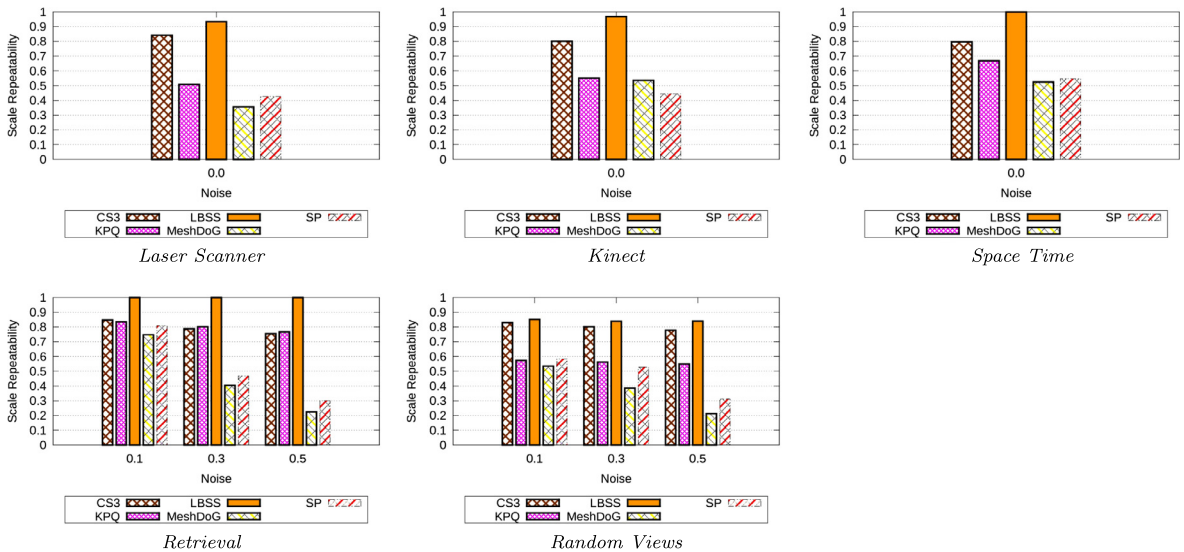 Scale Repeatability
1
0.9
0.8
0.7
0.6
0.5
0.4
0.3
0.2
0.1
0
0.0
Noise
CS3 LBSS SP
KPQ MeshDoG
Laser Scanner
Scale Repeatability
1
0.9
0.8
0.7
0.6
0.5
0.4
0.3
0.2
0.1
0
0.0
Noise
CS3 LBSS SP
KPQ MeshDoG
Kinect
Scale Repeatability
1
0.9
0.8
0.7
0.6
0.5
0.4
0.3
0.2
0.1
0
0.0
Noise
CS3 LBSS SP
KPQ MeshDoG
Space Time
Scale Repeatability
1
0.9
0.8
0.7
0.6
0.5
0.4
0.3
0.2
0.1
0
0.1 0.3 0.5
Noise
CS3 LBSS SP
KPQ MeshDoG
Retrieval
Scale Repeatability
1
0.9
0.8
0.7
0.6
0.5
0.4
0.3
0.2
0.1
0
0.1 0.3 0.5
Noise
CS3 LBSS SP
KPQ MeshDoG
Random Views